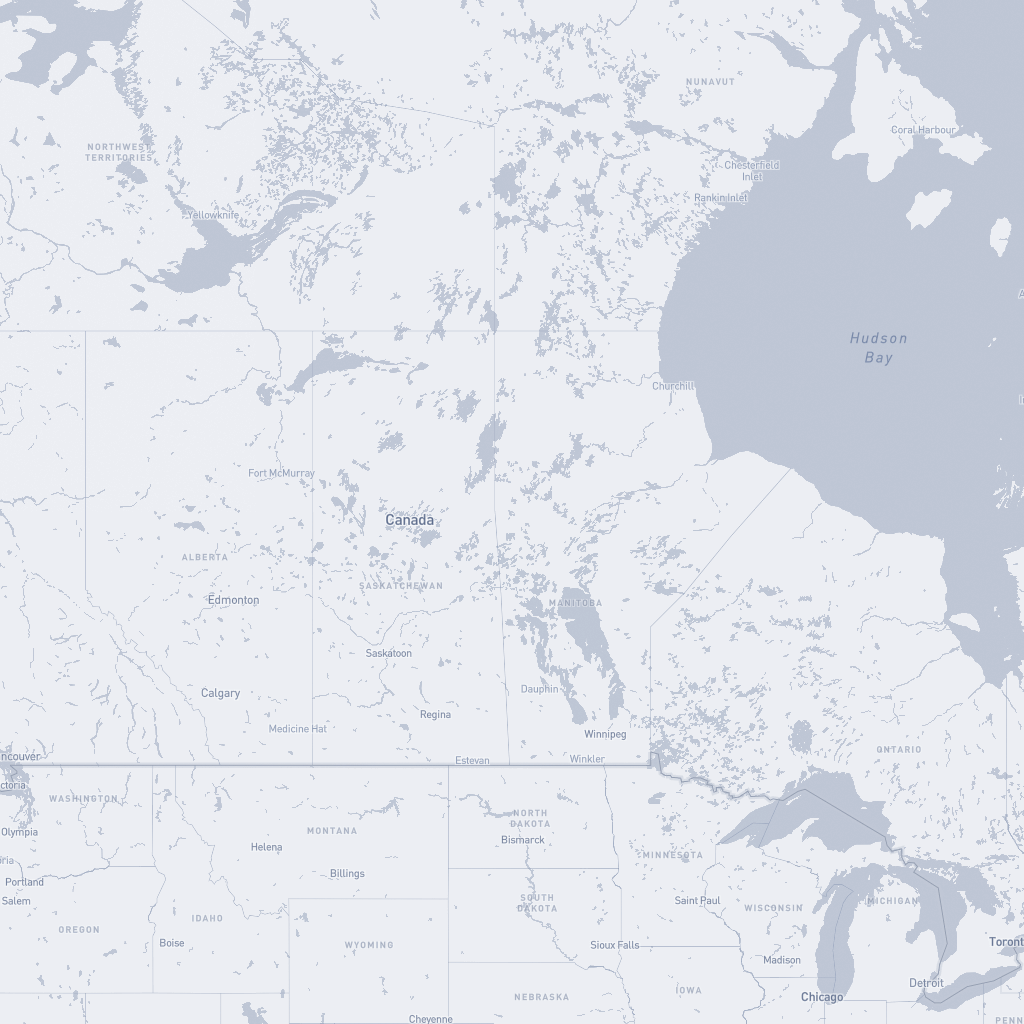 NUNAVUT
Coral Harbour
NORTHWEST
TERRITORIES
Chesterfield
Inlet
Rankin Inlet
Yellowknife
Hudson
Bay
Churchill
Fort McMurray
Canada
ALBERTA
SASKATCHEWAN
Edmonton
MANITOBA
Saskatoon
Dauphin
Calgary
Regina
Medicine Hat
Winnipeg
ONTARIO
ncouver
Estevan
Winkler
ctoria
WASHINGTON
NORTH
DAKOTA
Olympia
MONTANA
Bismarck
Helena
MINNESOTA
ria
Billings
Portland
Salem
SOUTH
DAKOTA
Saint Paul
MICHIGAN
WISCONSIN
IDAHO
OREGON
Boise
WYOMING
Sioux Falls
Toront
Madison
Detroit
IOWA
NEBRASKA
Chicago
Cheyenne
PENN